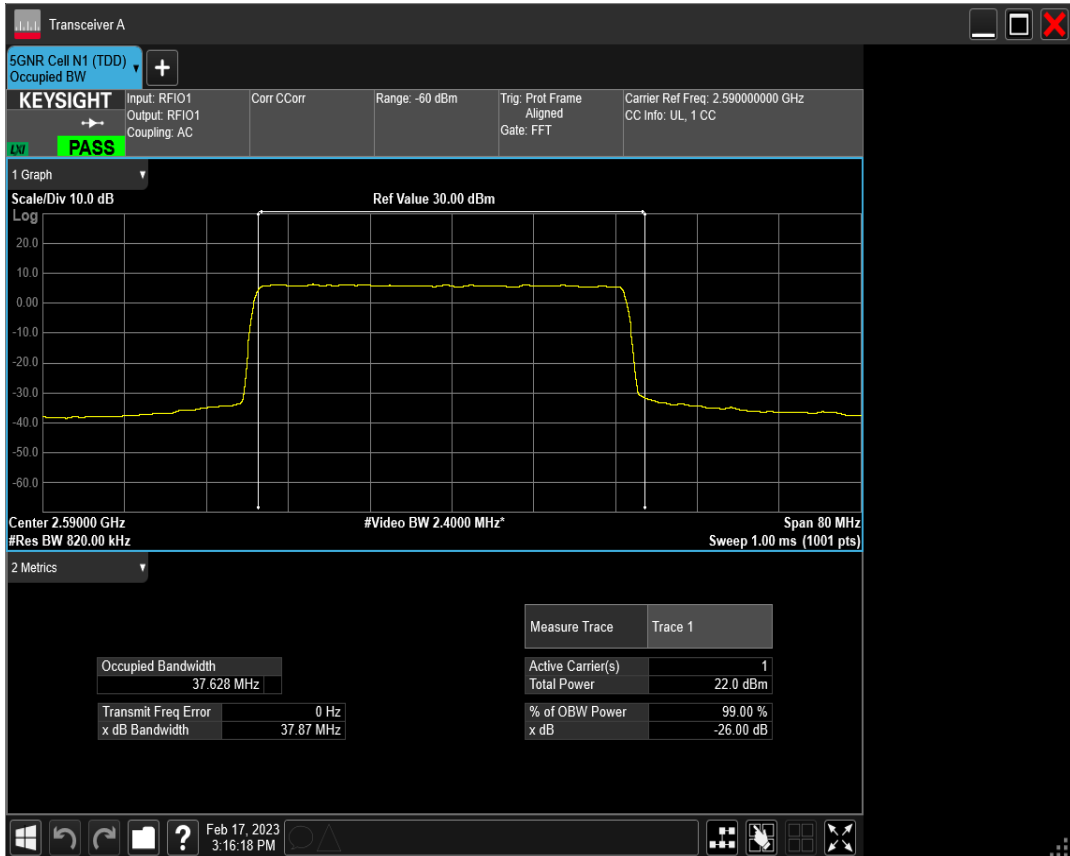 Transceiver A
5GNR Cell N1 (TDD)
Occupied BW
KEYSIGHT
LXI
PASS
Input: RFIO1
Output: RFIO1
Coupling: AC
Corr CCorr
Range: -60 dBm
Trig: Prot Frame
Aligned
Gate: FFT
Carrier Ref Freq: 2.590000000 GHz
CC Info: UL, 1 CC
1 Graph
Scale/Div 10.0 dB
Ref Value 30.00 dBm
Log
20.0
10.0
0.00
-10.0
-20.0
-30.0
-40.0
-50.0
-60.0
Center 2.59000 GHz
#Video BW 2.4000 MHz*
Span 80 MHz
#Res BW 820.00 kHz
Sweep 1.00 ms (1001 pts)
2 Metrics
Measure Trace Trace 1
Occupied Bandwidth
37.628 MHz
Transmit Freq Error 0 Hz
x dB Bandwidth 37.87 MHz
Active Carrier(s) 1
Total Power 22.0 dBm
% of OBW Power 99.00 %
x dB -26.00 dB
?
Feb 17, 2023
3:16:18 PM